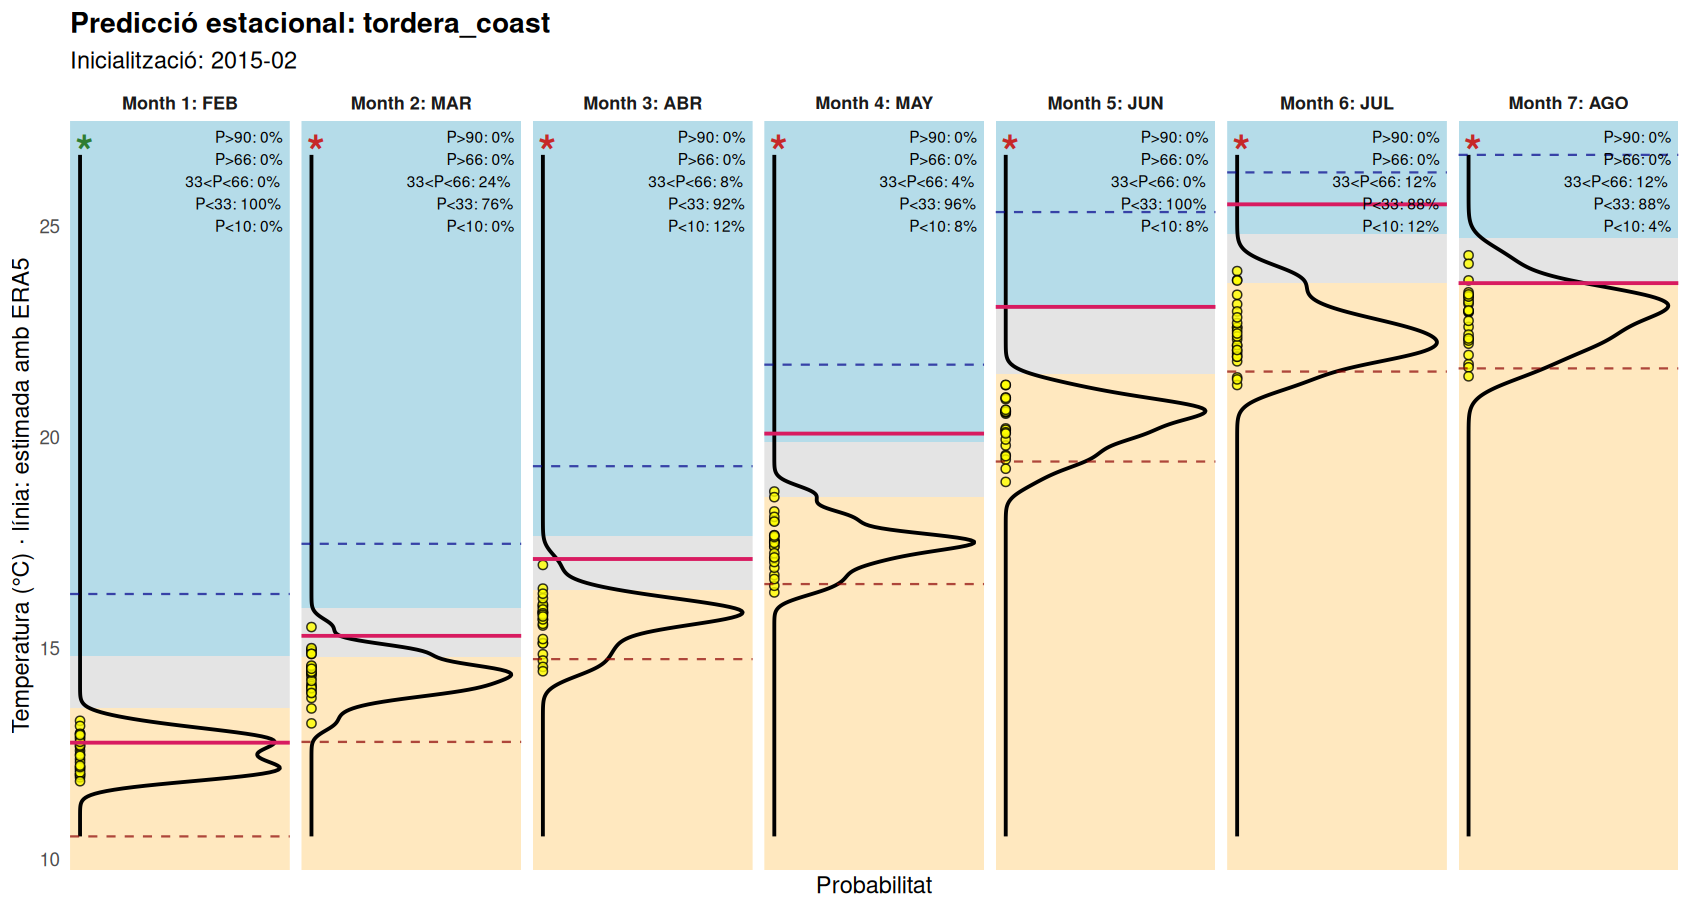 Predicció estacional: tordera_coast
Inicialització: 2015-02
Month 1: FEB
Month 2: MAR
Month 3: ABR
Month 4: MAY
Month 5: JUN
Month 6: JUL
Month 7: AGO
*
P>90: 0%
P>66: 0%
33<P<66: 0%
P<33: 100%
P<10: 0%
*
P>90: 0%
P>66: 0%
33<P<66: 24%
P<33: 76%
P<10: 0%
*
P>90: 0%
P>66: 0%
33<P<66: 8%
P<33: 92%
P<10: 12%
*
P>90: 0%
P>66: 0%
33<P<66: 4%
P<33: 96%
P<10: 8%
*
P>90: 0%
P>66: 0%
33<P<66: 0%
P<33: 100%
P<10: 8%
*
P>90: 0%
P>66: 0%
33<P<66: 12%
P<33: 88%
P<10: 12%
*
P>90: 0%
P>66: 0%
33<P<66: 12%
P<33: 88%
P<10: 4%
25
20
15
10
Temperatura (°C) · línia: estimada amb ERA5
Probabilitat